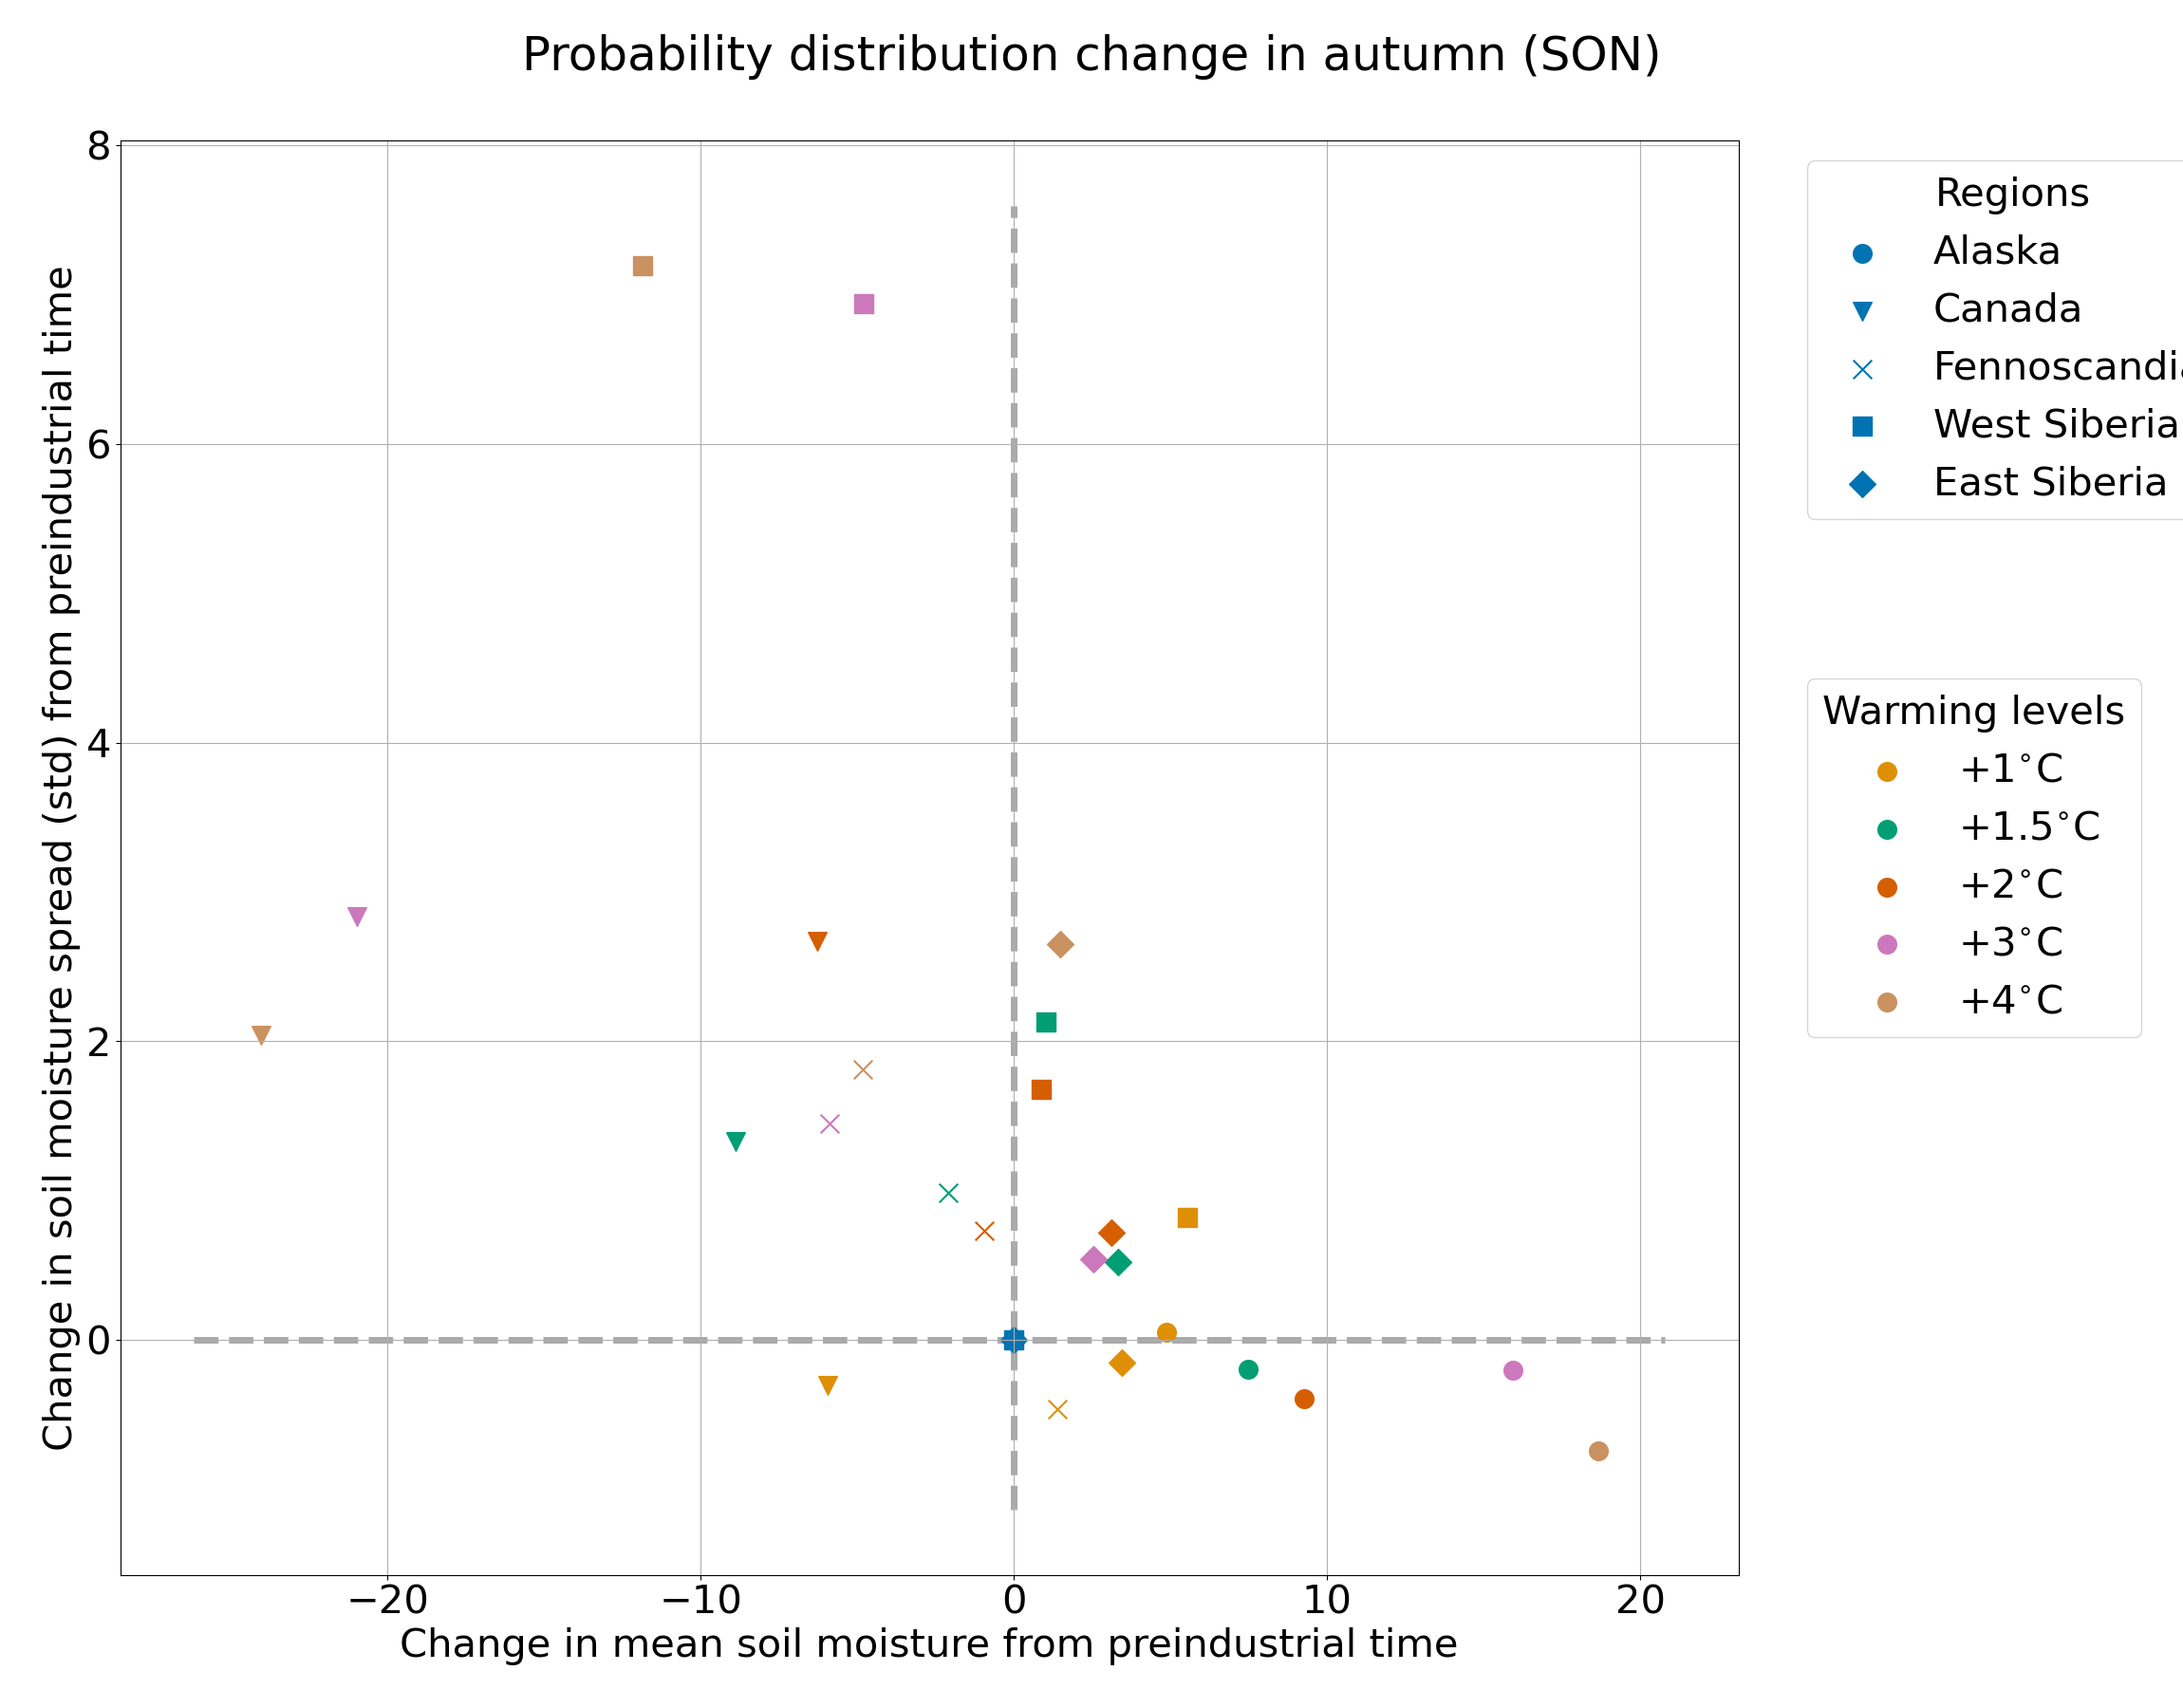 Probability distribution change in autumn (SON)
Change in soil moisture spread (std) from preindustrial time
8
6
4
2
0
−20
−10
0
10
20
Change in mean soil moisture from preindustrial time
Regions
Alaska
Canada
Fennoscandia
West Siberia
East Siberia
Warming levels
+1°C
+1.5°C
+2°C
+3°C
+4°C